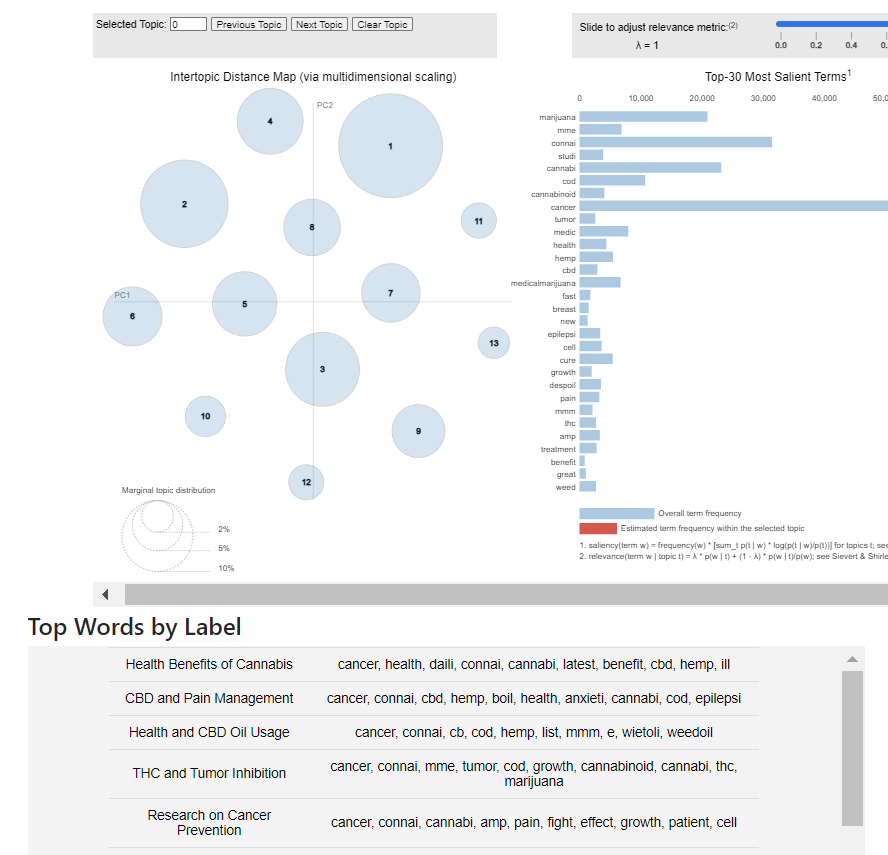 Selected Topic: 0 Previous Topic Next Topic Clear Topic
Slide to adjust relevance metric:(2)
λ = 1
0.0 0.2 0.4 0.
Intertopic Distance Map (via multidimensional scaling)
PC2
PC1
4
1
2
8
11
7
5
6
13
3
10
9
12
Marginal topic distribution
2%
5%
10%
Top-30 Most Salient Terms1
0 10,000 20,000 30,000 40,000 50,0
marijuana
mme
connai
studi
cannabi
cod
cannabinoid
cancer
tumor
medic
health
hemp
cbd
medicalmarijuana
fast
breast
new
epilepsi
cell
cure
growth
despoil
pain
mmm
thc
amp
treatment
benefit
great
weed
Overall term frequency
Estimated term frequency within the selected topic
1. saliency(term w) = frequency(w) * [sum_t p(t | w) * log(p(t | w)/p(t))] for topics t; see
2. relevance(term w | topic t) = λ * p(w | t) + (1 - λ) * p(w | t)/p(w); see Sievert & Shirle
Top Words by Label
Health Benefits of Cannabis cancer, health, daili, connai, cannabi, latest, benefit, cbd, hemp, ill
CBD and Pain Management cancer, connai, cbd, hemp, boil, health, anxieti, cannabi, cod, epilepsi
Health and CBD Oil Usage cancer, connai, cb, cod, hemp, list, mmm, e, wietoli, weedoil
THC and Tumor Inhibition cancer, connai, mme, tumor, cod, growth, cannabinoid, cannabi, thc,
marijuana
Research on Cancer
Prevention
cancer, connai, cannabi, amp, pain, fight, effect, growth, patient, cell